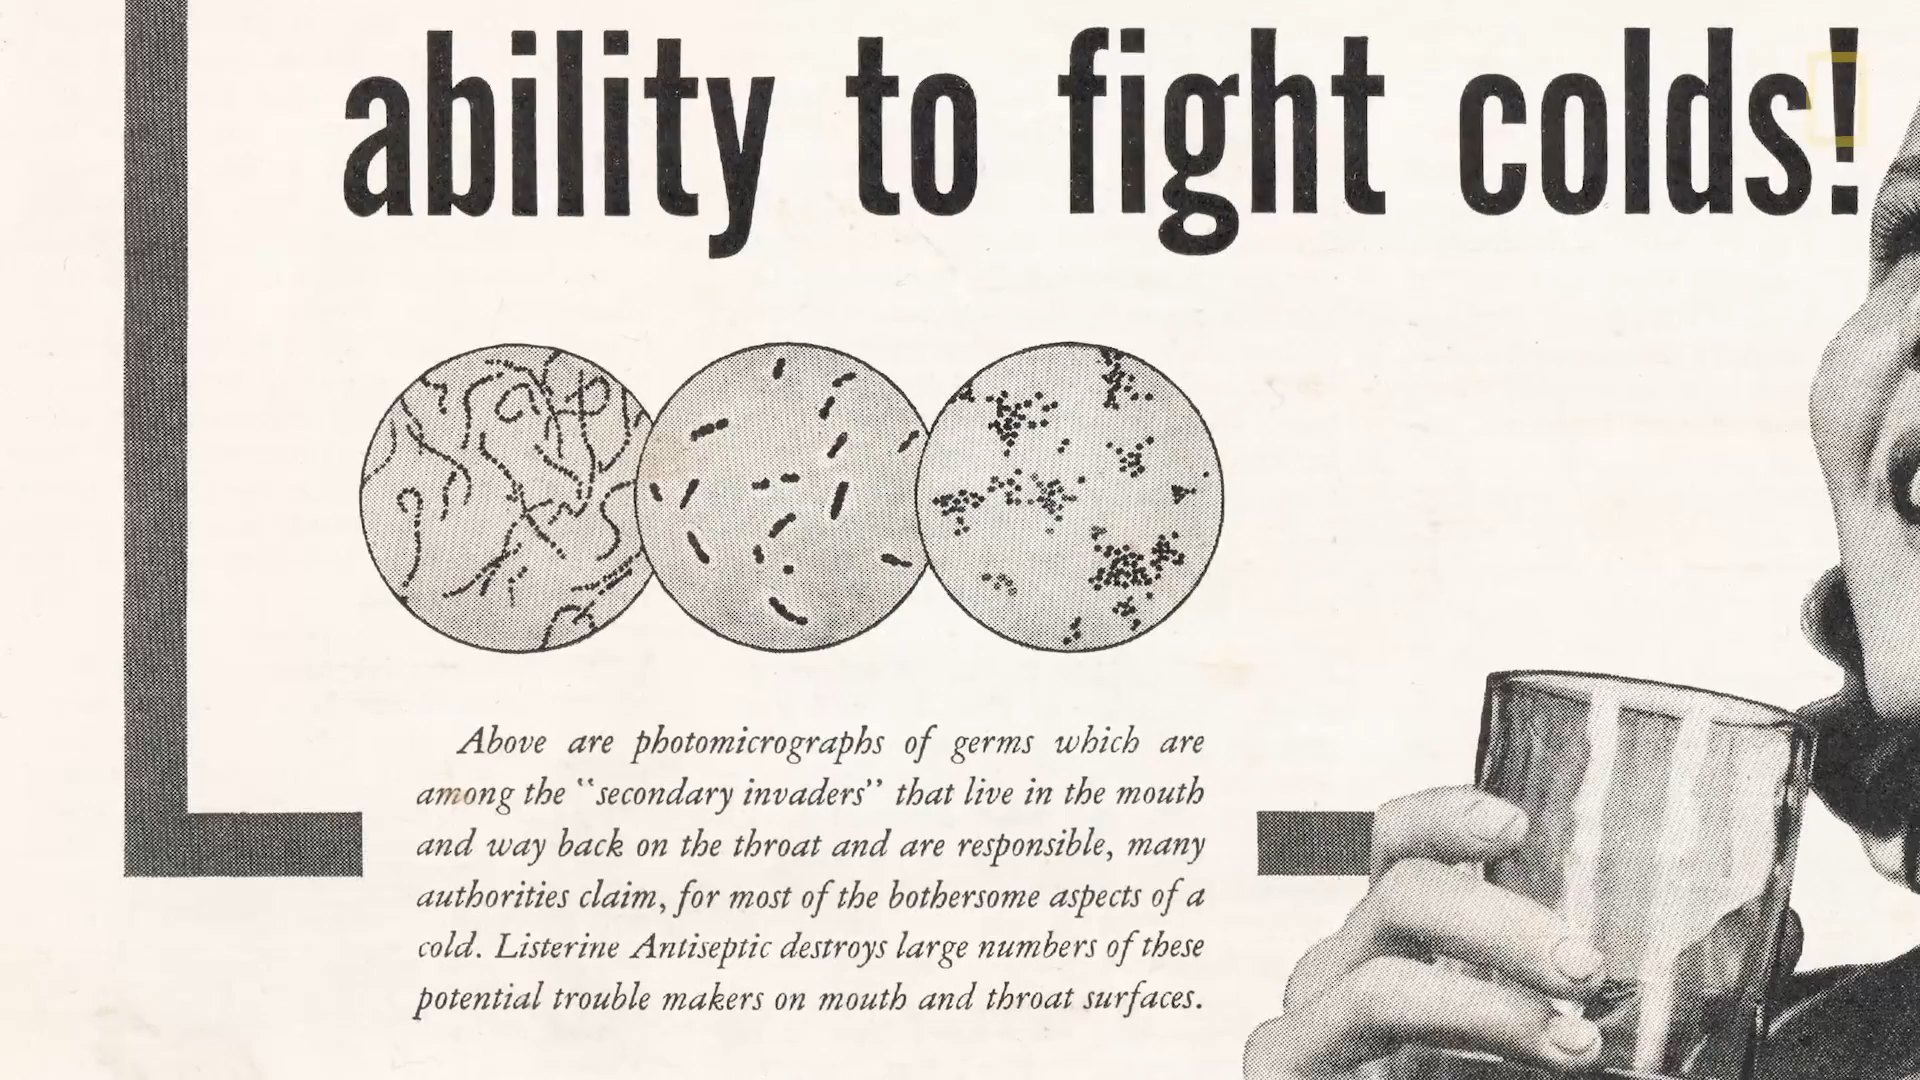 ability to fight colds!
Above are photomicrographs of germs which are
among the "secondary invaders" that live in the mouth
and way back on the throat and are responsible, many
authorities claim, for most of the bothersome aspects of a
cold. Listerine Antiseptic destroys large numbers of these
potential trouble makers on mouth and throat surfaces.